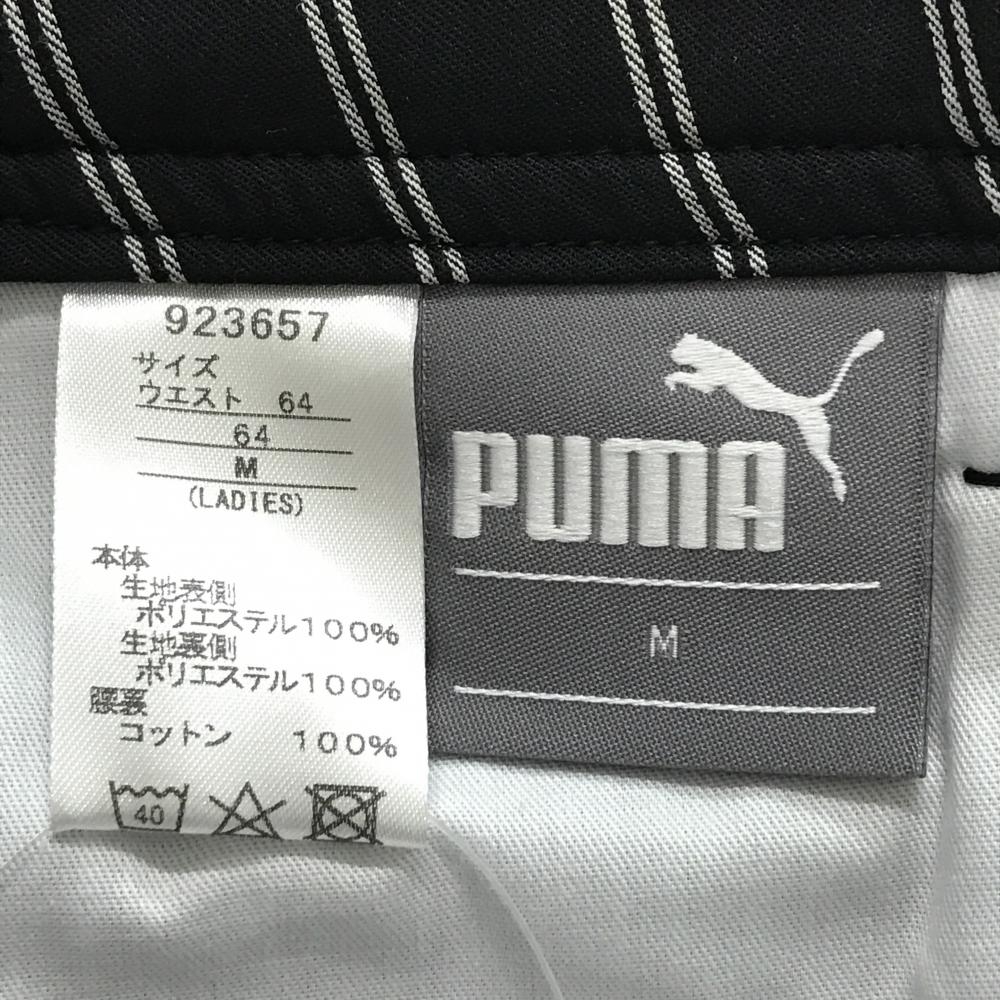 923657
サイズ
ウエスト 64
64
M
(LADIES)
本体
生地表側
ポリエステル100%
生地裏側
ポリエステル100%
腰裏
コットン 100%
40
PUMA
M